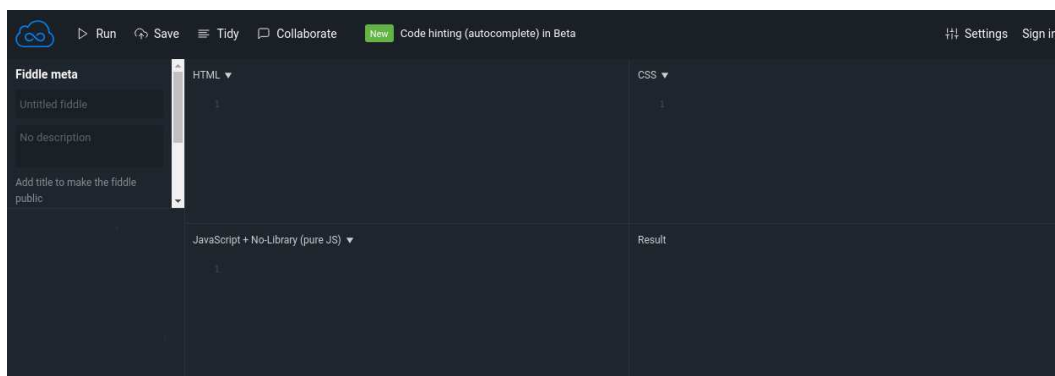 Run Save Tidy Collaborate New Code hinting (autocomplete) in Beta Settings Sign in
Fiddle meta
Untitled fiddle
No description
Add title to make the fiddle
public
HTML ▼
1
CSS ▼
1
JavaScript + No-Library (pure JS) ▼
1
Result